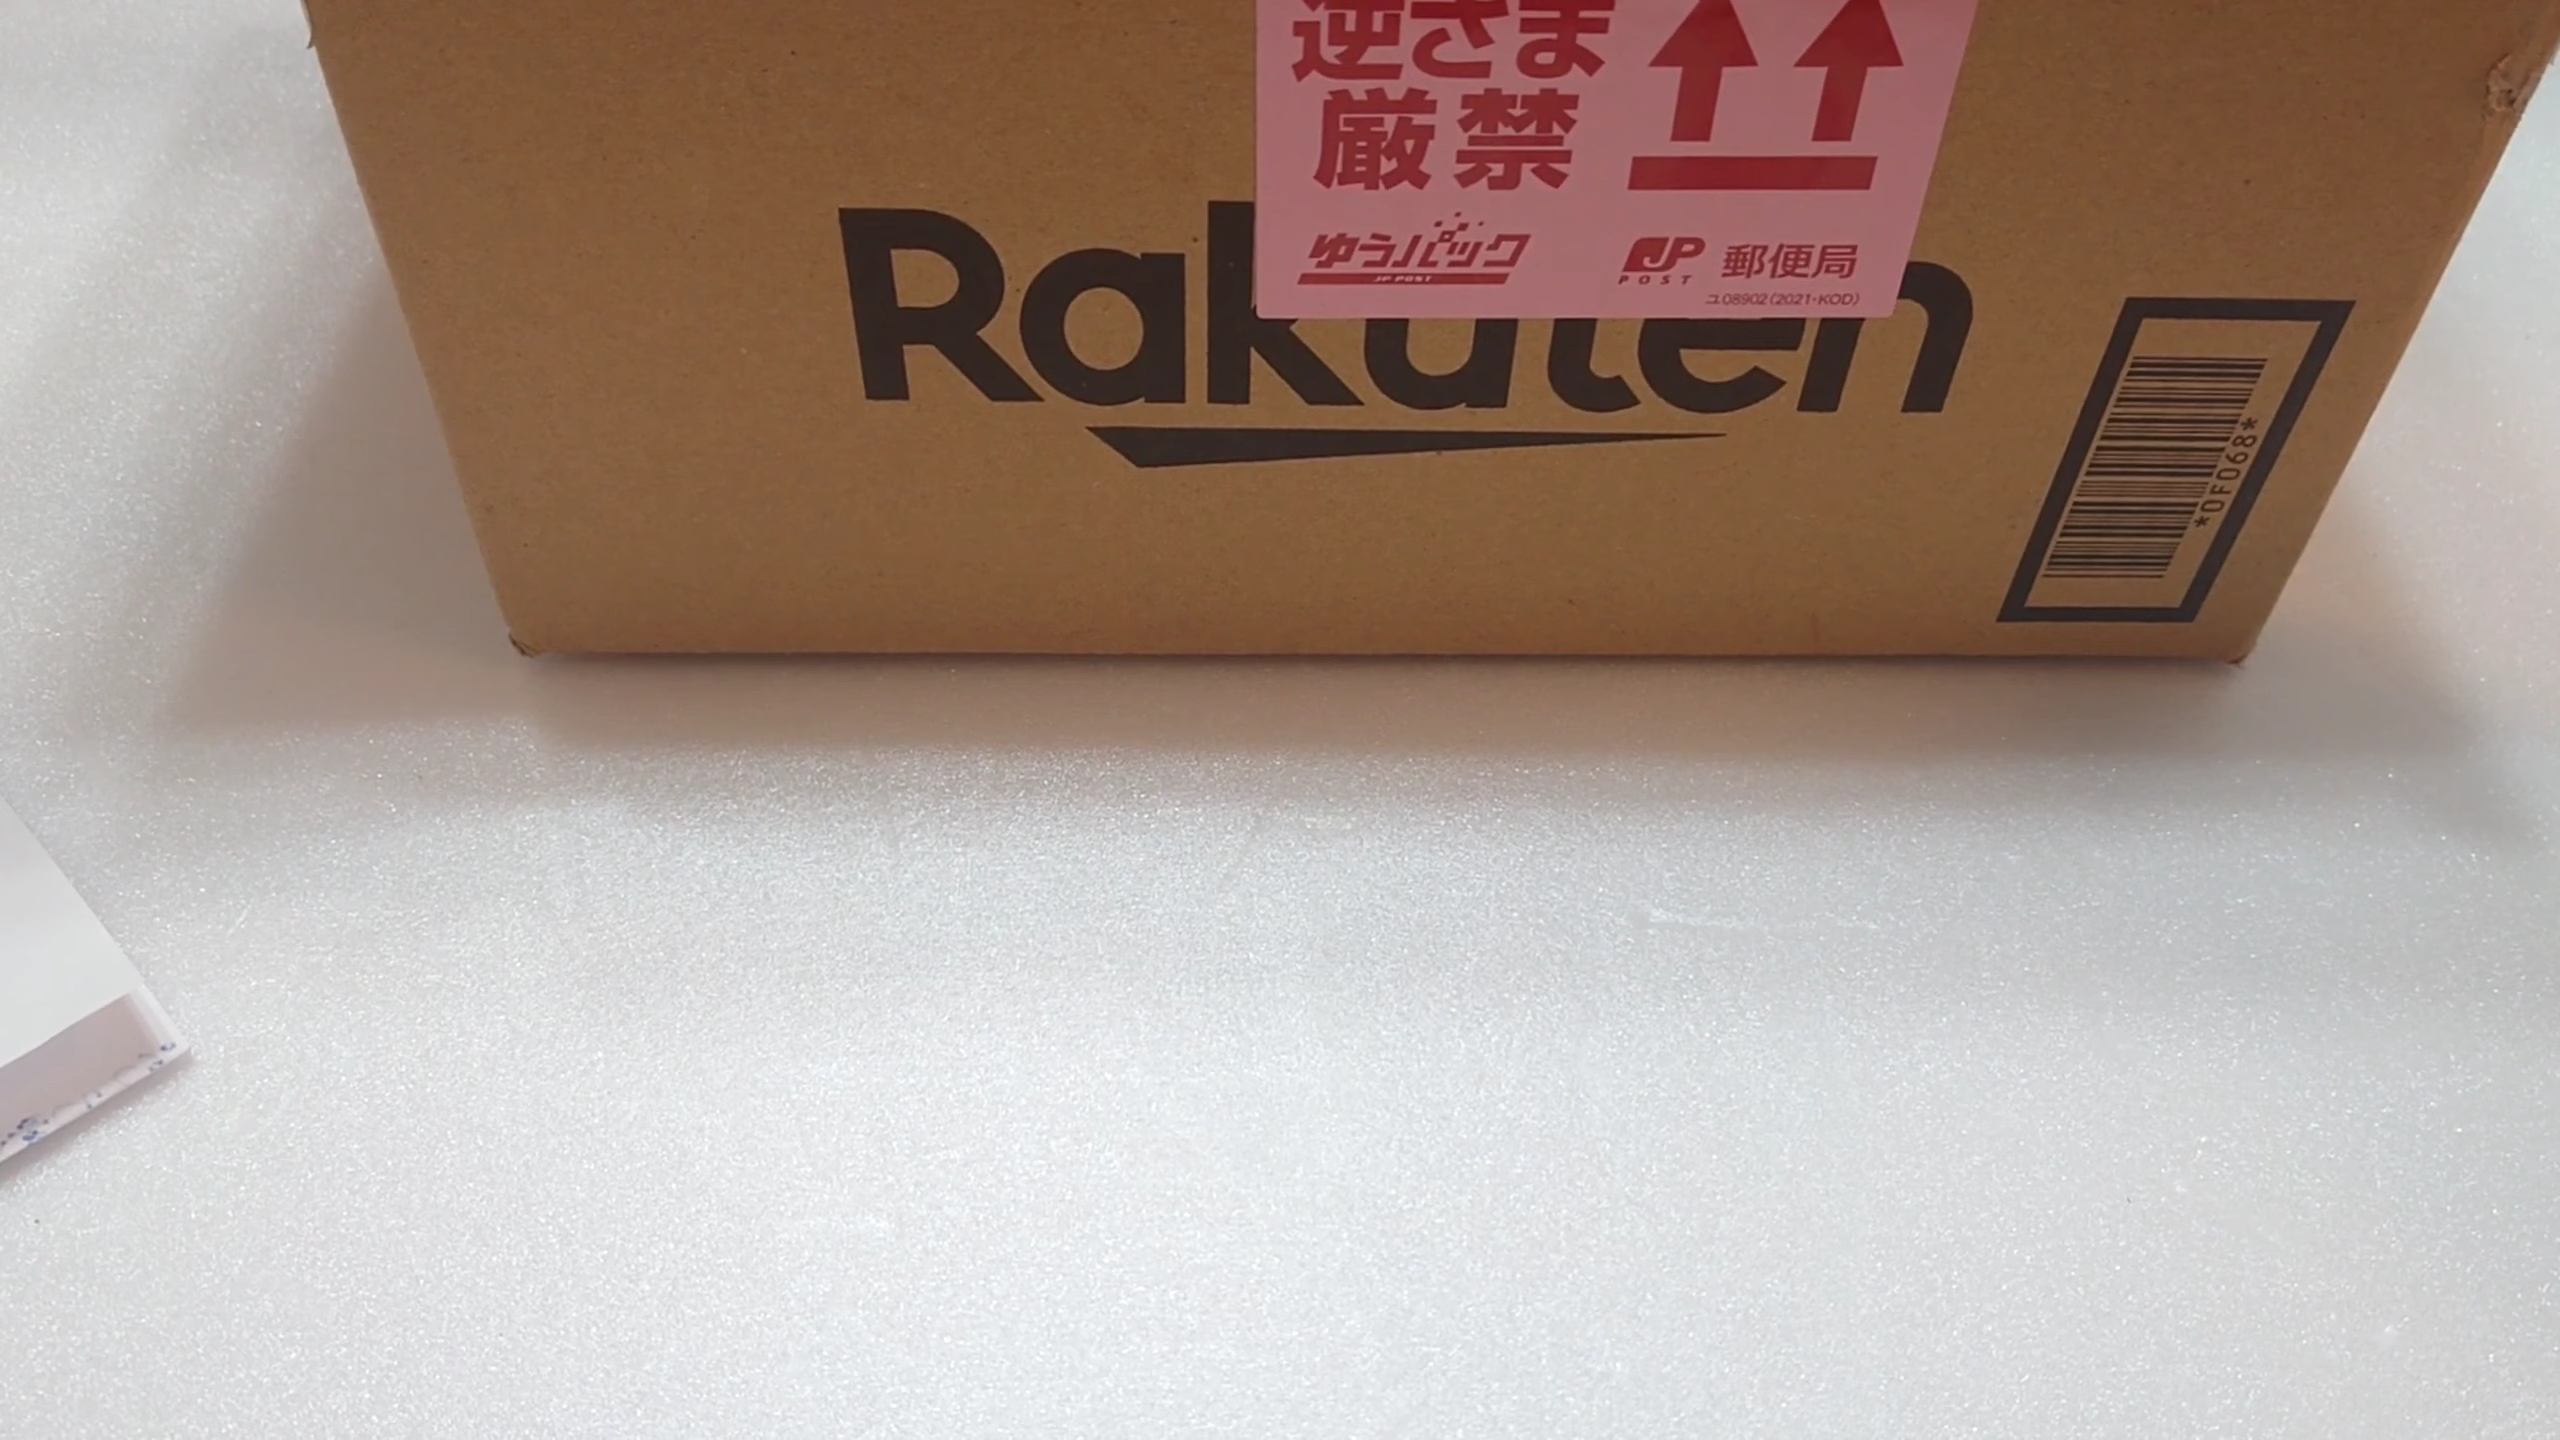 逆さま
厳禁
ゆうパック
JP POST
JP POST 郵便局
ユ08902(2021・KOD)
Rakuten
*0F068*